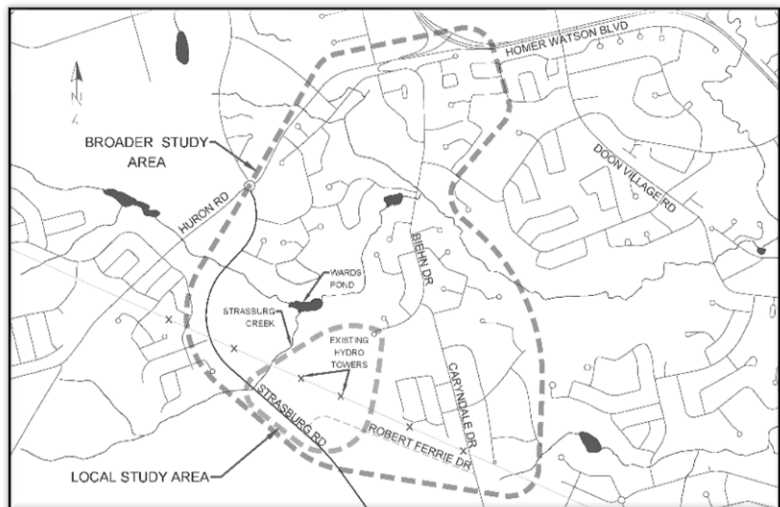 HOMER WATSON BLVD
N
BROADER STUDY
AREA
DOON VILLAGE RD
HURON RD
BIEHN DR
WARDS
POND
STRASBURG
CREEK
EXISTING
HYDRO
TOWERS
CARYNDALE DR
STRASBURG RD
ROBERT FERRIE DR
LOCAL STUDY AREA